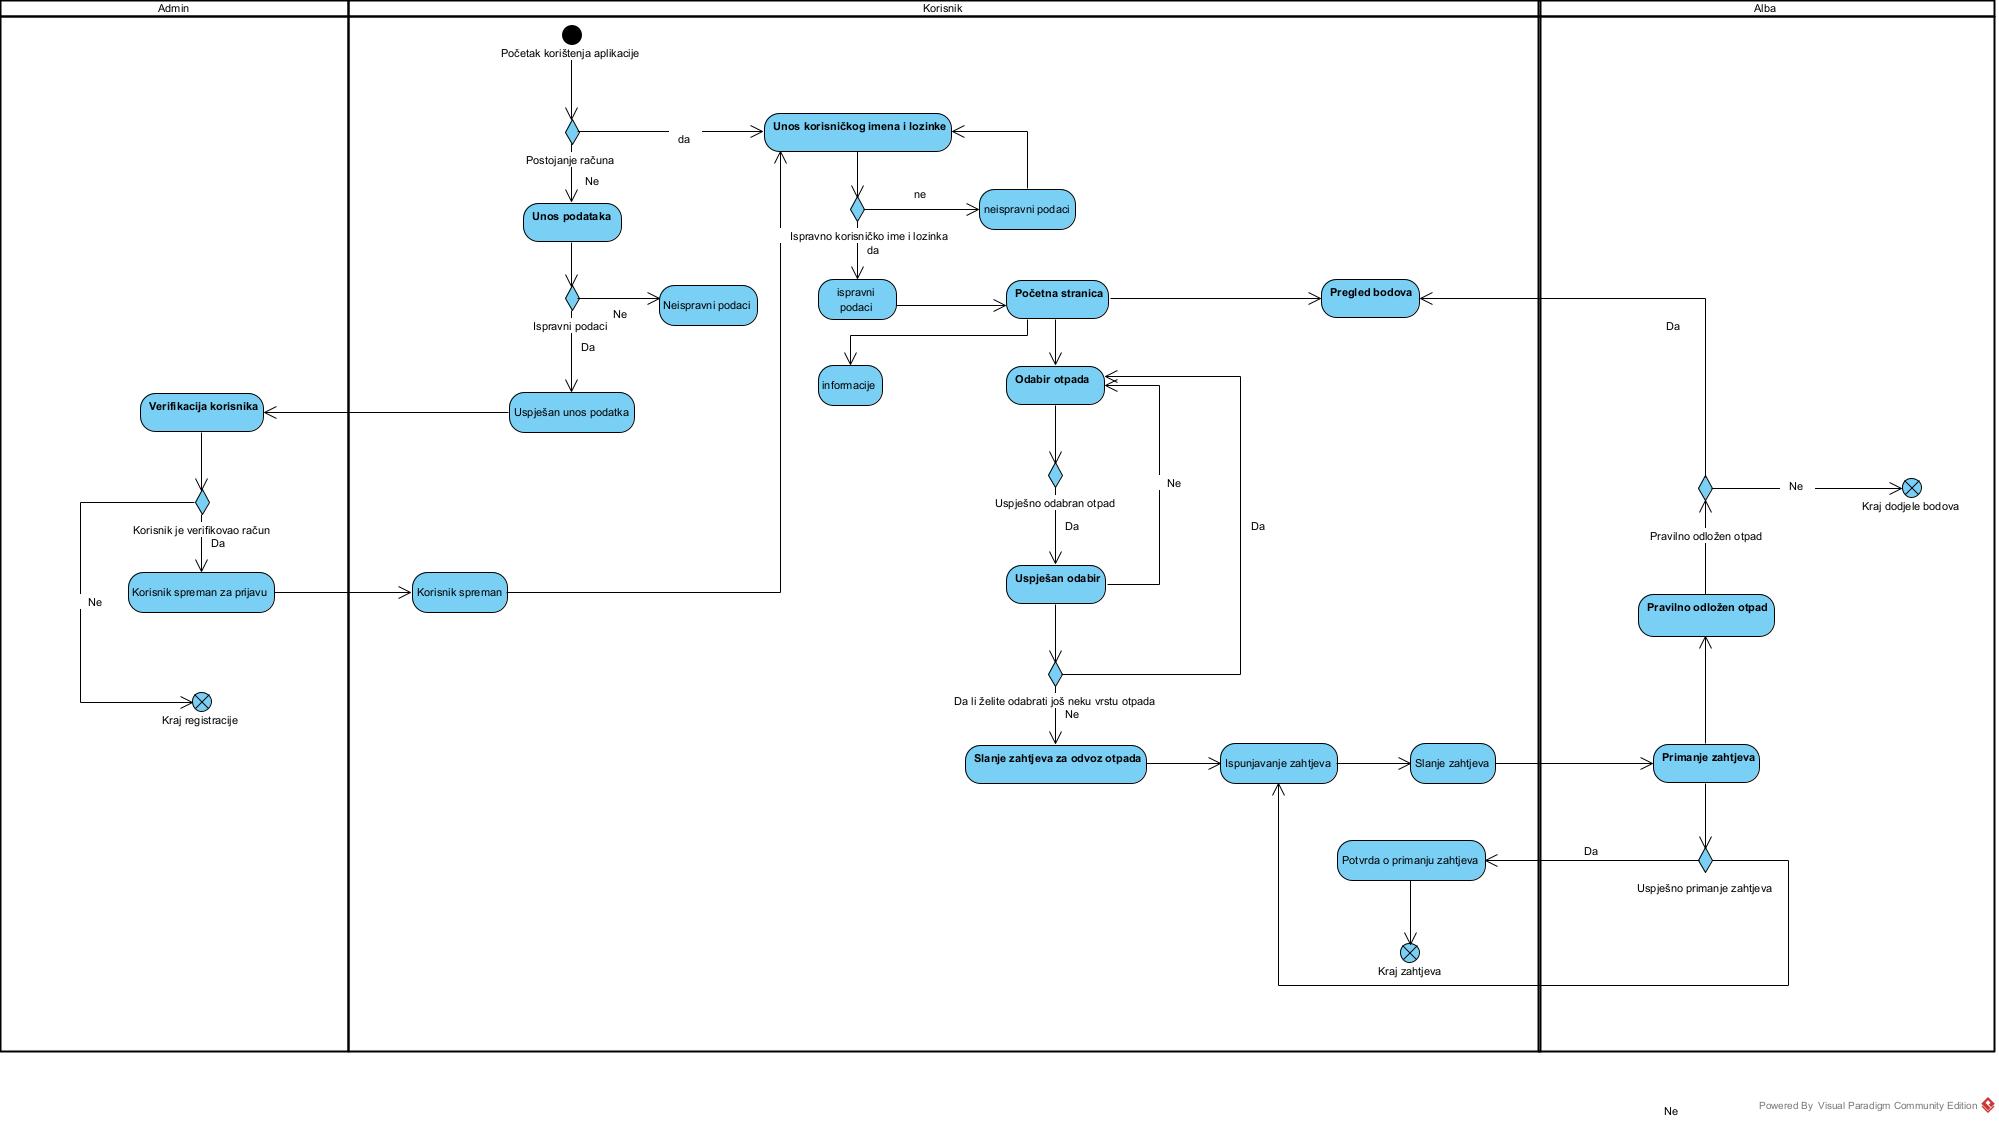 Admin
Korisnik
Alba
Početak korištenja aplikacije
da
Postojanje računa
Ne
Unos korisničkog imena i lozinke
ne
neispravni podaci
Unos podataka
Ispravno korisničko ime i lozinka
da
Ne
Neispravni podaci
Ispravni podaci
Da
ispravni
podaci
Početna stranica
Pregled bodova
Da
informacije
Odabir otpada
Verifikacija korisnika
Uspješan unos podatka
Ne
Uspješno odabran otpad
Da
Da
Ne
Kraj dodjele bodova
Korisnik je verifikovao račun
Da
Pravilno odložen otpad
Uspješan odabir
Korisnik spreman za prijavu
Korisnik spreman
Ne
Pravilno odložen otpad
Kraj registracije
Da li želite odabrati još neku vrstu otpada
Ne
Slanje zahtjeva za odvoz otpada
Ispunjavanje zahtjeva
Slanje zahtjeva
Primanje zahtjeva
Potvrda o primanju zahtjeva
Da
Uspješno primanje zahtjeva
Kraj zahtjeva
Ne
Powered By Visual Paradigm Community Edition